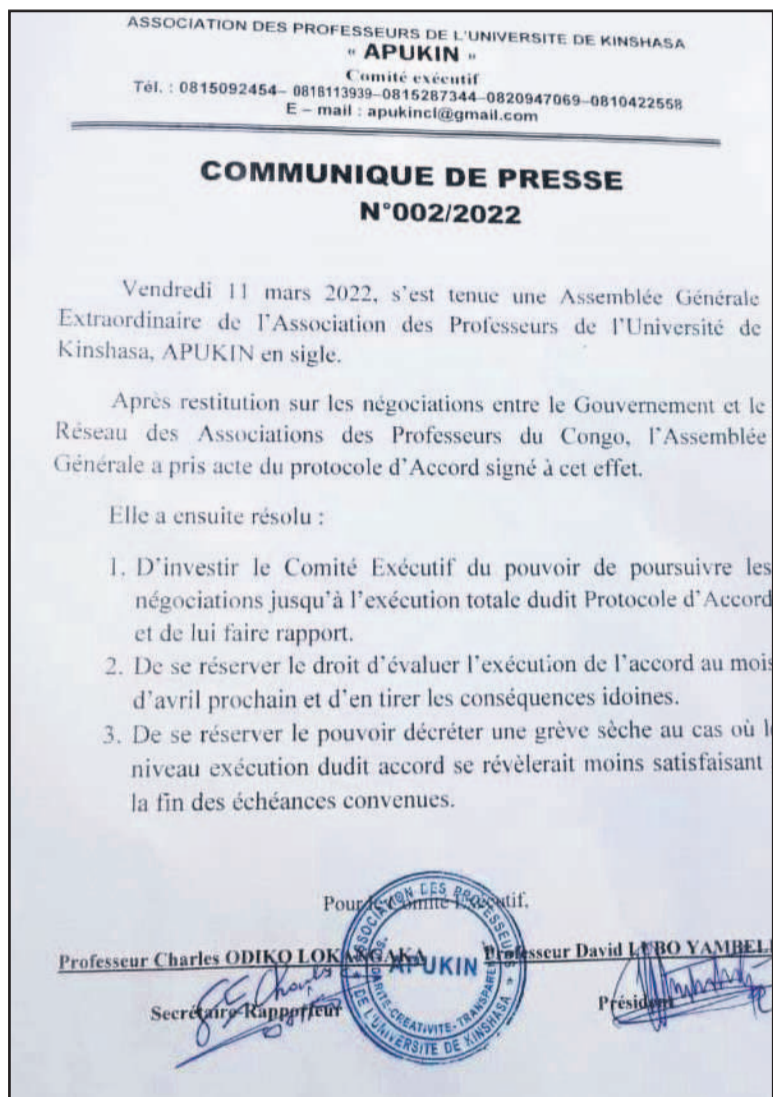 ASSOCIATION DES PROFESSEURS DE L'UNIVERSITE DE KINSHASA
" APUKIN "
Comité exécutif
Tél. : 0815092454– 0818113939–0815287344–0820947069–0810422558
E – mail : apukincl@gmail.com
COMMUNIQUE DE PRESSE
N°002/2022
Vendredi 11 mars 2022, s'est tenue une Assemblée Générale
Extraordinaire de l'Association des Professeurs de l'Université de
Kinshasa, APUKIN en sigle.
Après restitution sur les négociations entre le Gouvernement et le
Réseau des Associations des Professeurs du Congo, l'Assemblée
Générale a pris acte du protocole d'Accord signé à cet effet.
Elle a ensuite résolu :
1. D'investir le Comité Exécutif du pouvoir de poursuivre les
négociations jusqu'à l'exécution totale dudit Protocole d'Accord
et de lui faire rapport.
2. De se réserver le droit d'évaluer l'exécution de l'accord au mois
d'avril prochain et d'en tirer les conséquences idoines.
3. De se réserver le pouvoir décréter une grève sèche au cas où l
niveau exécution dudit accord se révèlerait moins satisfaisant
la fin des échéances convenues.
Pour le Comité Exécutif,
Professeur Charles ODIKO LOKANGAKA Professeur David LUBO YAMBELE
Secrétaire-Rapporteur Président
ASSOCIATION DES PROFESSEURS
DE L'UNIVERSITE DE KINSHASA
APUKIN
CREATIVITE-TRANSPARE